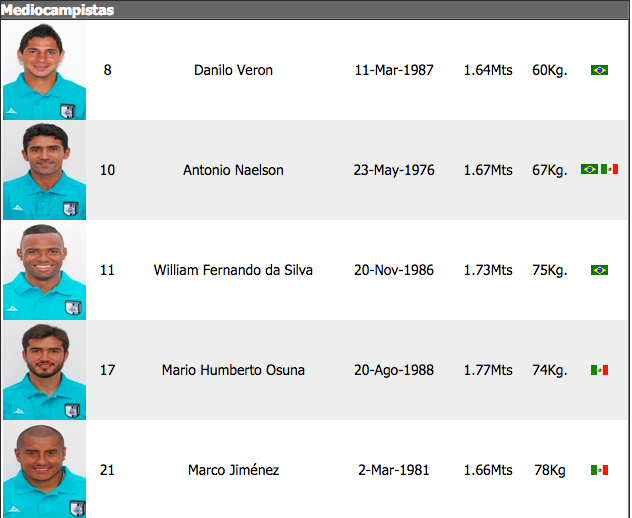 Mediocampistas
8 Danilo Veron 11-Mar-1987 1.64Mts 60Kg.
10 Antonio Naelson 23-May-1976 1.67Mts 67Kg.
11 William Fernando da Silva 20-Nov-1986 1.73Mts 75Kg.
17 Mario Humberto Osuna 20-Ago-1988 1.77Mts 74Kg.
21 Marco Jiménez 2-Mar-1981 1.66Mts 78Kg